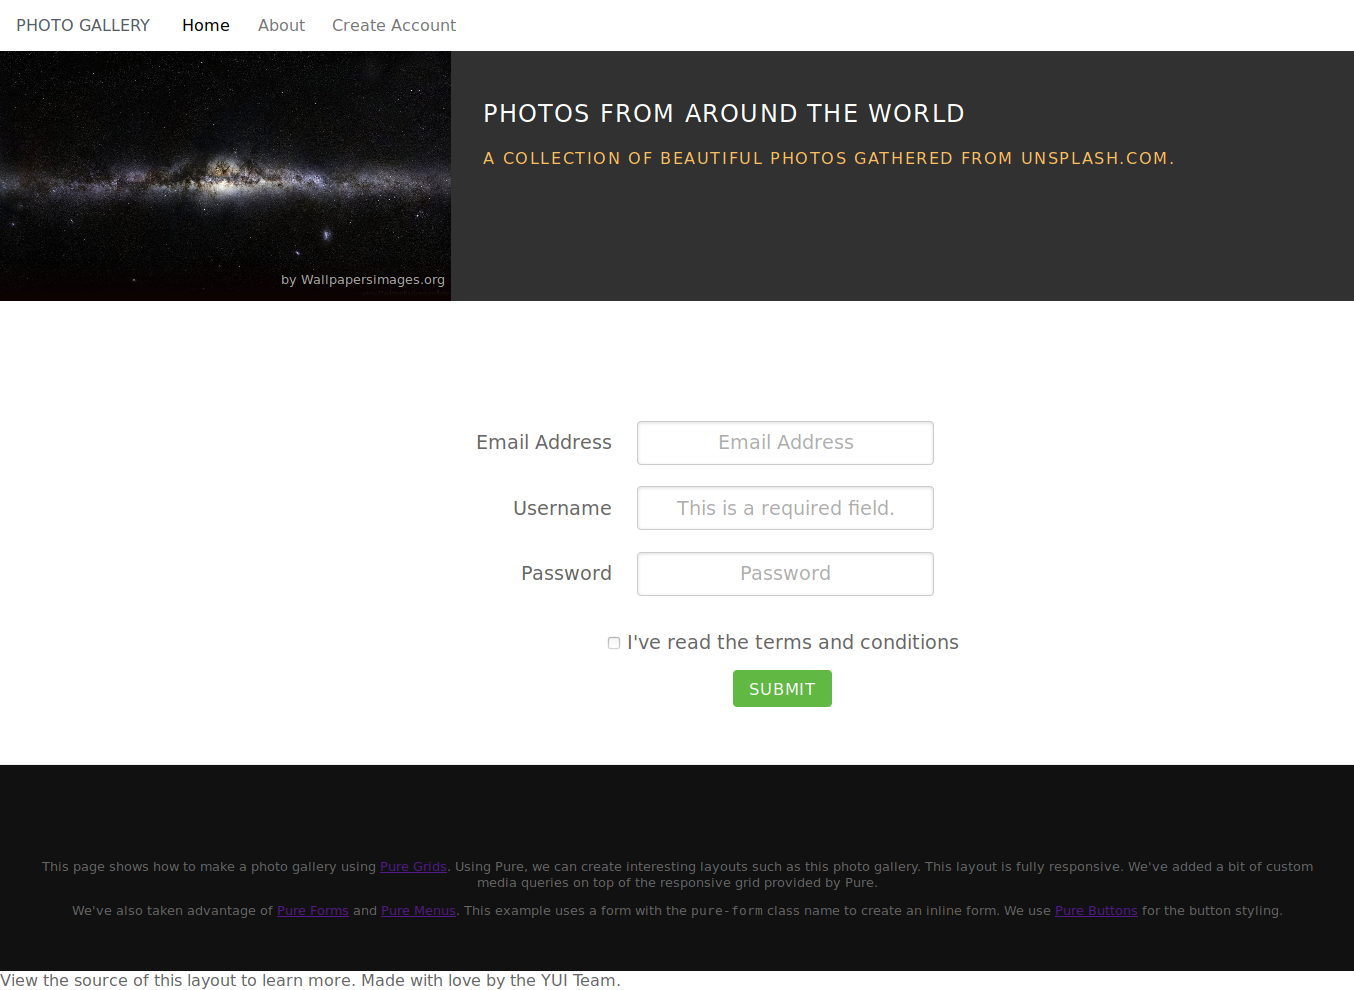 PHOTO GALLERY Home About Create Account
by Wallpapersimages.org
PHOTOS FROM AROUND THE WORLD
A COLLECTION OF BEAUTIFUL PHOTOS GATHERED FROM UNSPLASH.COM.
Email Address Email Address
Username This is a required field.
Password Password
I've read the terms and conditions
SUBMIT
This page shows how to make a photo gallery using Pure Grids. Using Pure, we can create interesting layouts such as this photo gallery. This layout is fully responsive. We've added a bit of custom
media queries on top of the responsive grid provided by Pure.
We've also taken advantage of Pure Forms and Pure Menus. This example uses a form with the pure-form class name to create an inline form. We use Pure Buttons for the button styling.
View the source of this layout to learn more. Made with love by the YUI Team.